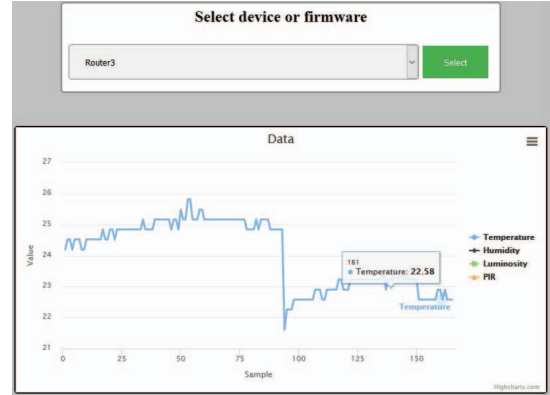 Select device or firmware
Router3
Select
Data
27
26
25
24
23
22
21
Value
161
Temperature: 22.58
Temperature
0
25
50
75
100
125
150
Sample
Temperature
Humidity
Luminosity
PIR
Highcharts.com